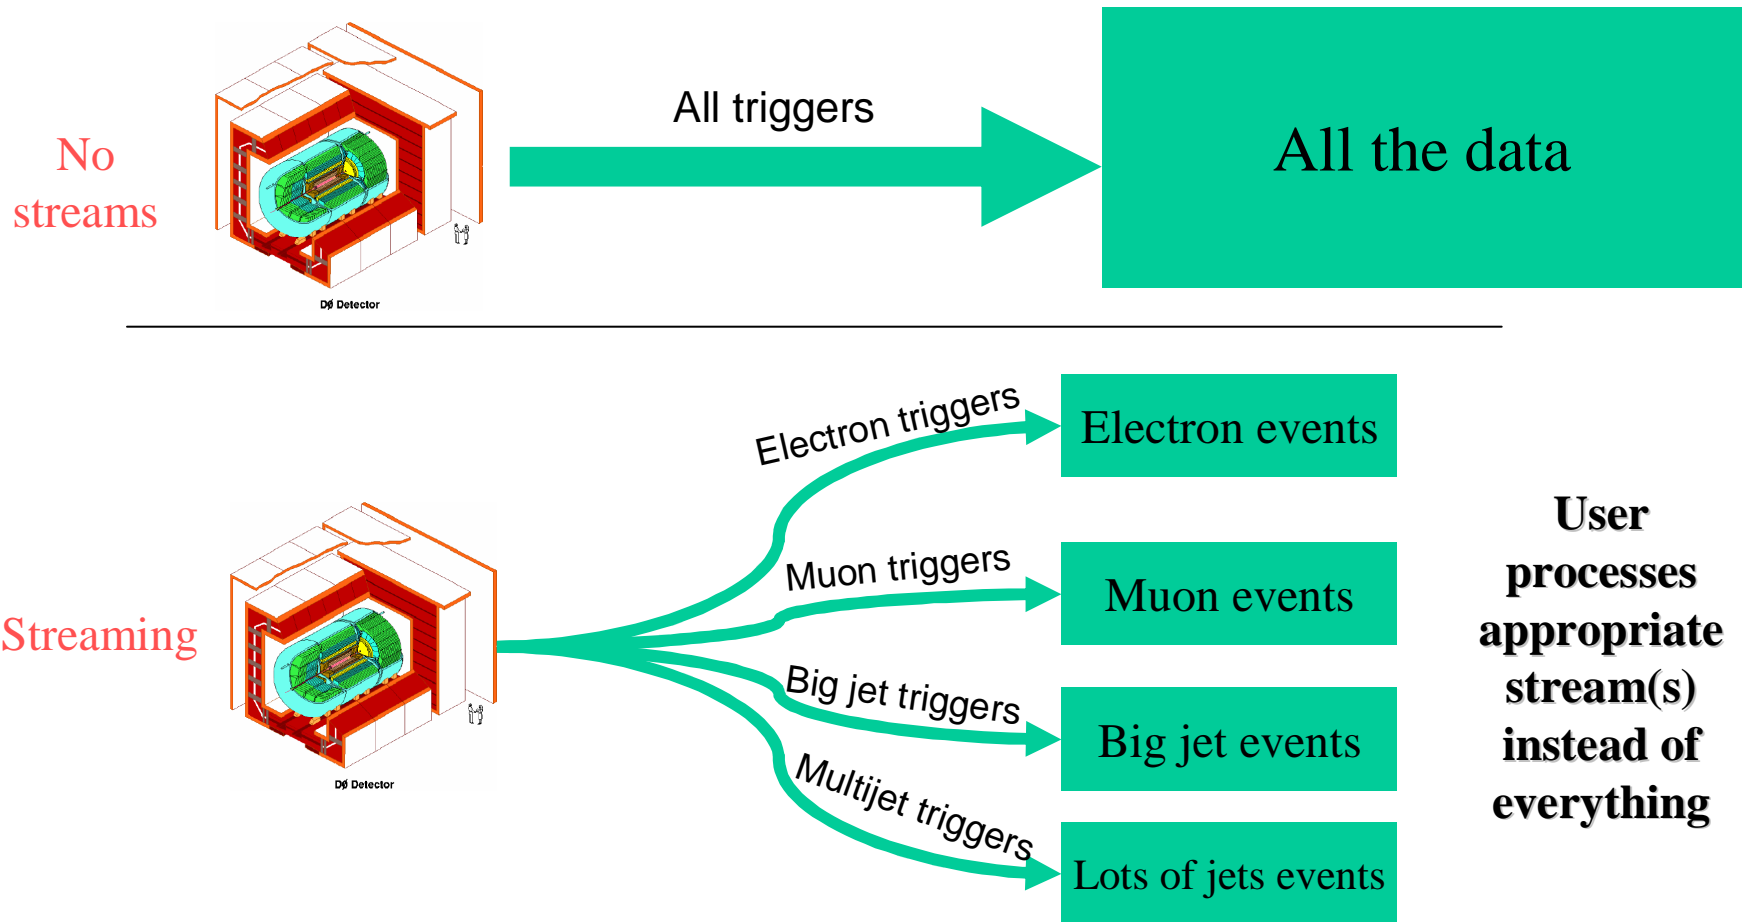 No
streams
DØ Detector
All triggers
All the data
Streaming
DØ Detector
Electron triggers
Electron events
Muon triggers
Muon events
Big jet triggers
Big jet events
Multijet triggers
Lots of jets events
User
processes
appropriate
stream(s)
instead of
everything